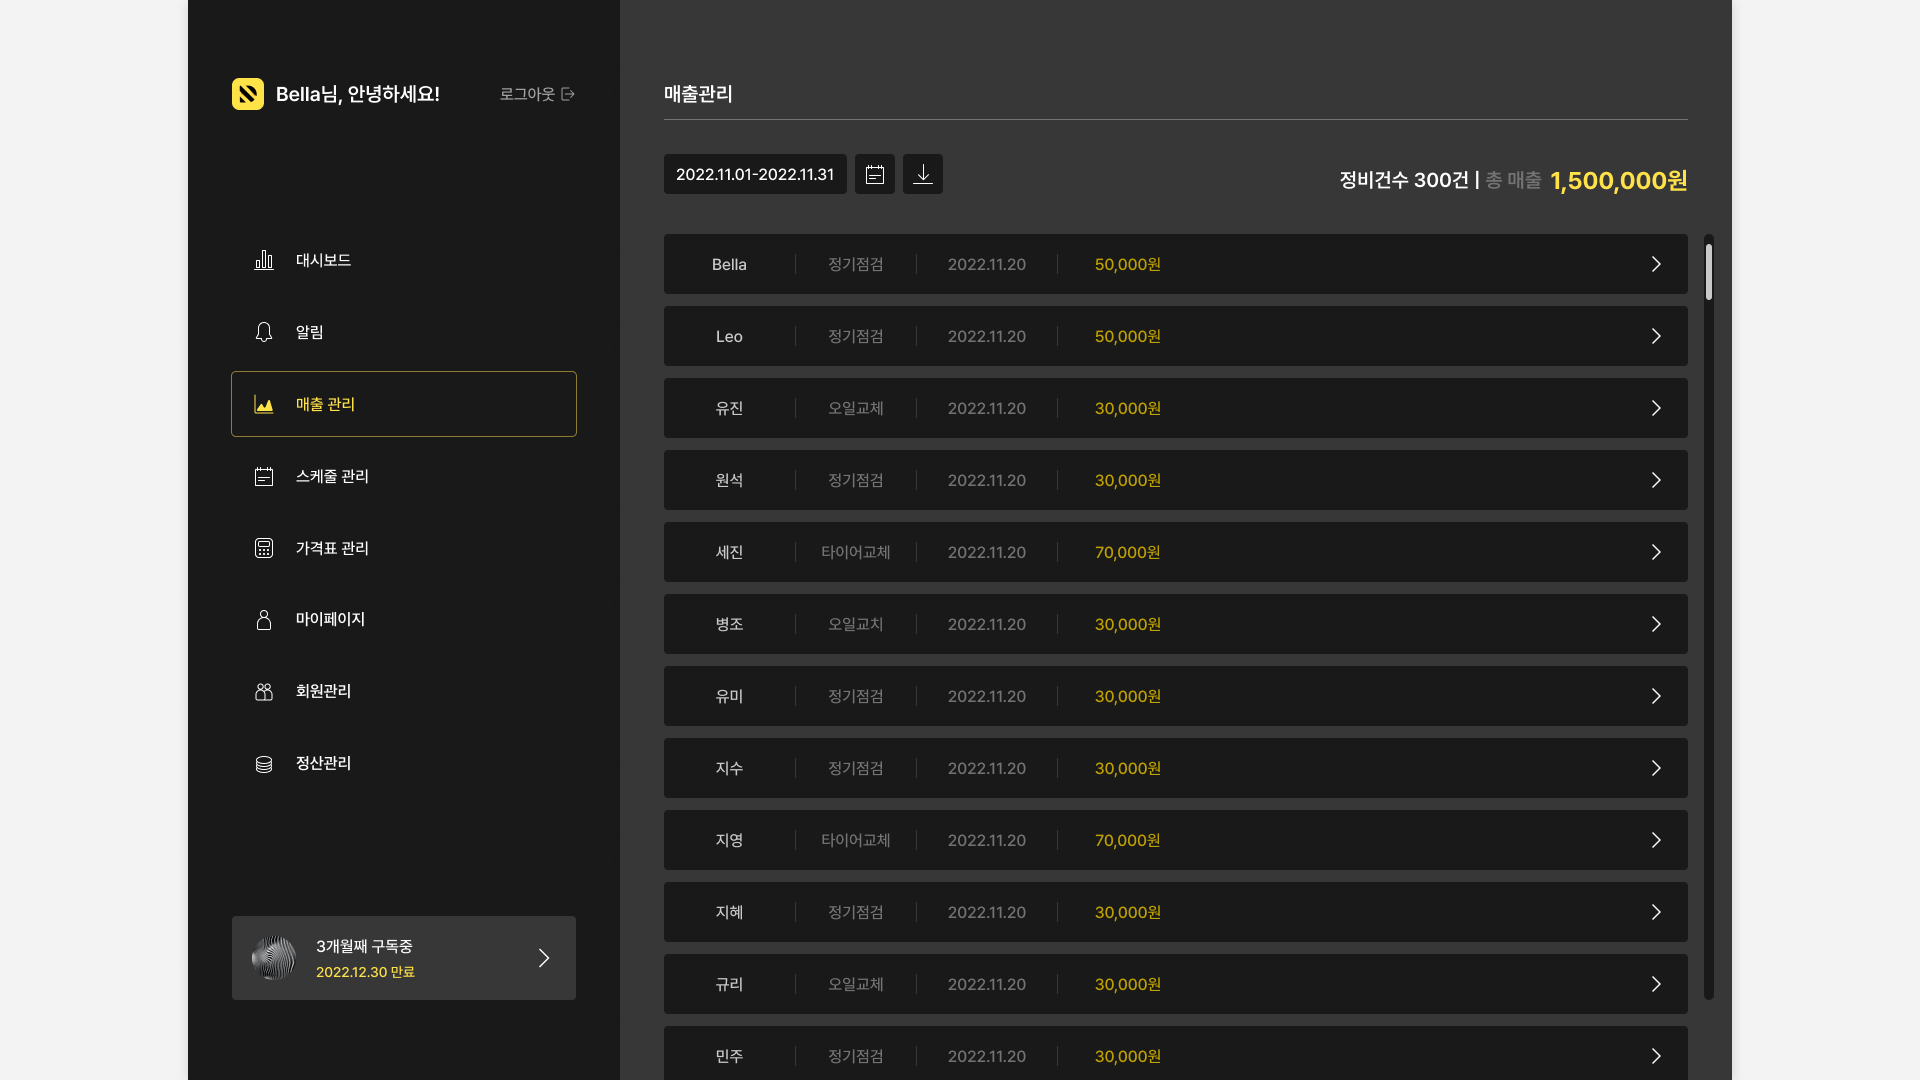 Bella님, 안녕하세요!
로그아웃
대시보드
알림
매출 관리
스케줄 관리
가격표 관리
마이페이지
회원관리
정산관리
3개월째 구독중
2022.12.30 만료
매출관리
2022.11.01-2022.11.31
정비건수 300건 | 총 매출 1,500,000원
Bella 정기점검 2022.11.20 50,000원
Leo 정기점검 2022.11.20 50,000원
유진 오일교체 2022.11.20 30,000원
원석 정기점검 2022.11.20 30,000원
세진 타이어교체 2022.11.20 70,000원
병조 오일교치 2022.11.20 30,000원
유미 정기점검 2022.11.20 30,000원
지수 정기점검 2022.11.20 30,000원
지영 타이어교체 2022.11.20 70,000원
지혜 정기점검 2022.11.20 30,000원
규리 오일교체 2022.11.20 30,000원
민주 정기점검 2022.11.20 30,000원